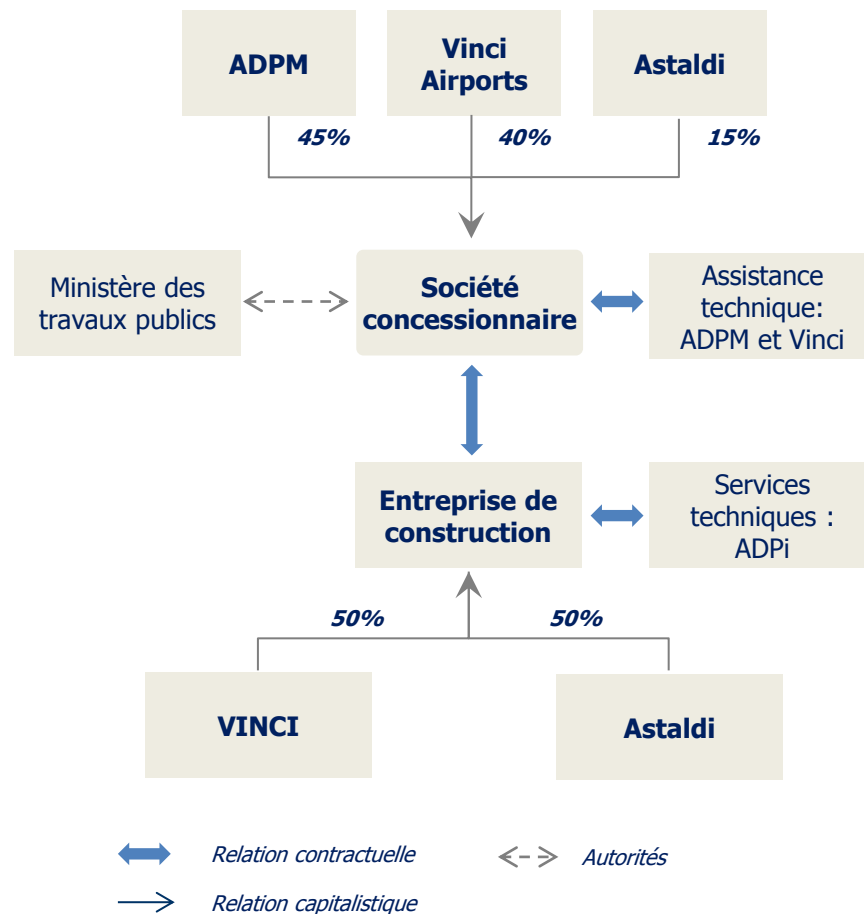 ADPM
Vinci
Airports
Astaldi
45%
40%
15%
Ministère des
travaux publics
Société
concessionnaire
Assistance
technique:
ADPM et Vinci
Entreprise de
construction
Services
techniques :
ADPi
50%
50%
VINCI
Astaldi
Relation contractuelle
Autorités
Relation capitalistique